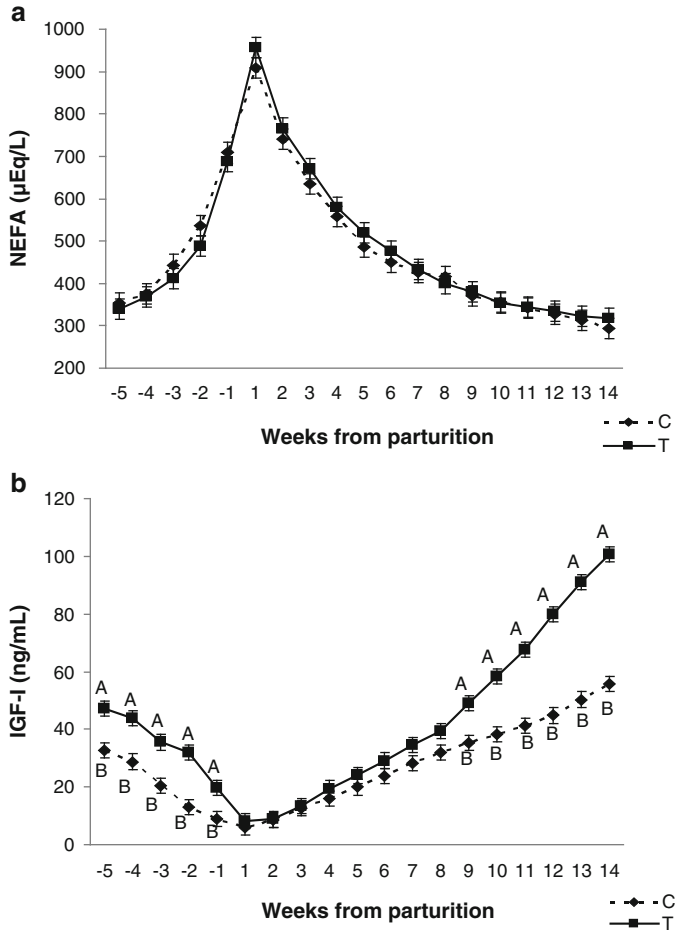 a
NEFA (µEq/L)
1000
900
800
700
600
500
400
300
200
-5 -4 -3 -2 -1 1 2 3 4 5 6 7 8 9 10 11 12 13 14
Weeks from parturition
C
T
b
IGF-I (ng/mL)
120
100
80
60
40
20
0
A A A A A A A A A A A
B B B B B B B B B B B
-5 -4 -3 -2 -1 1 2 3 4 5 6 7 8 9 10 11 12 13 14
Weeks from parturition
C
T